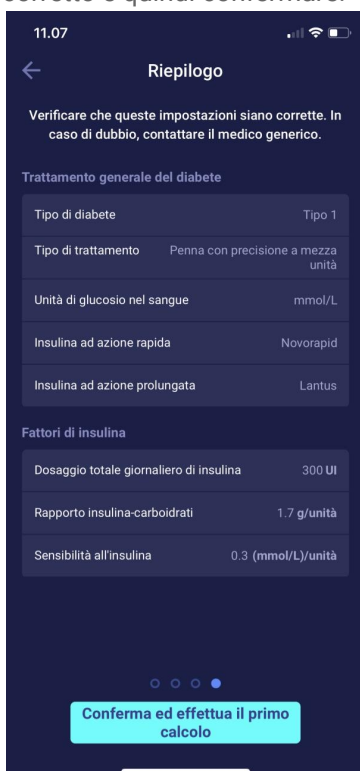 11.07
Riepilogo
Verificare che queste impostazioni siano corrette. In
caso di dubbio, contattare il medico generico.
Trattamento generale del diabete
Tipo di diabete Tipo 1
Tipo di trattamento Penna con precisione a mezza
unità
Unità di glucosio nel sangue mmol/L
Insulina ad azione rapida Novorapid
Insulina ad azione prolungata Lantus
Fattori di insulina
Dosaggio totale giornaliero di insulina 300 UI
Rapporto insulina-carboidrati 1.7 g/unità
Sensibilità all'insulina 0.3 (mmol/L)/unità
Conferma ed effettua il primo
calcolo